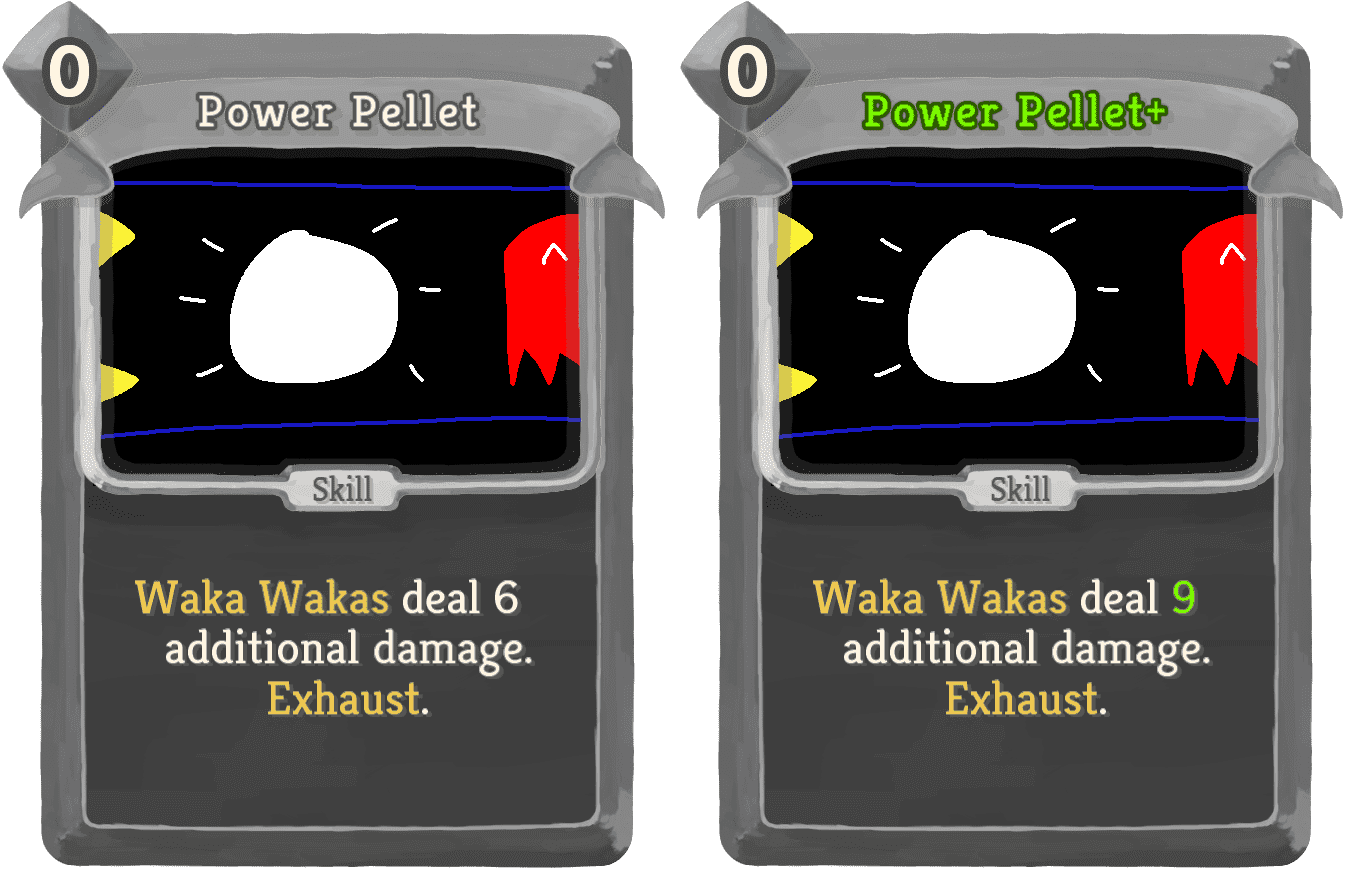 0
Power Pellet
Skill
Waka Wakas deal 6
additional damage.
Exhaust.
0
Power Pellet+
Skill
Waka Wakas deal 9
additional damage.
Exhaust.